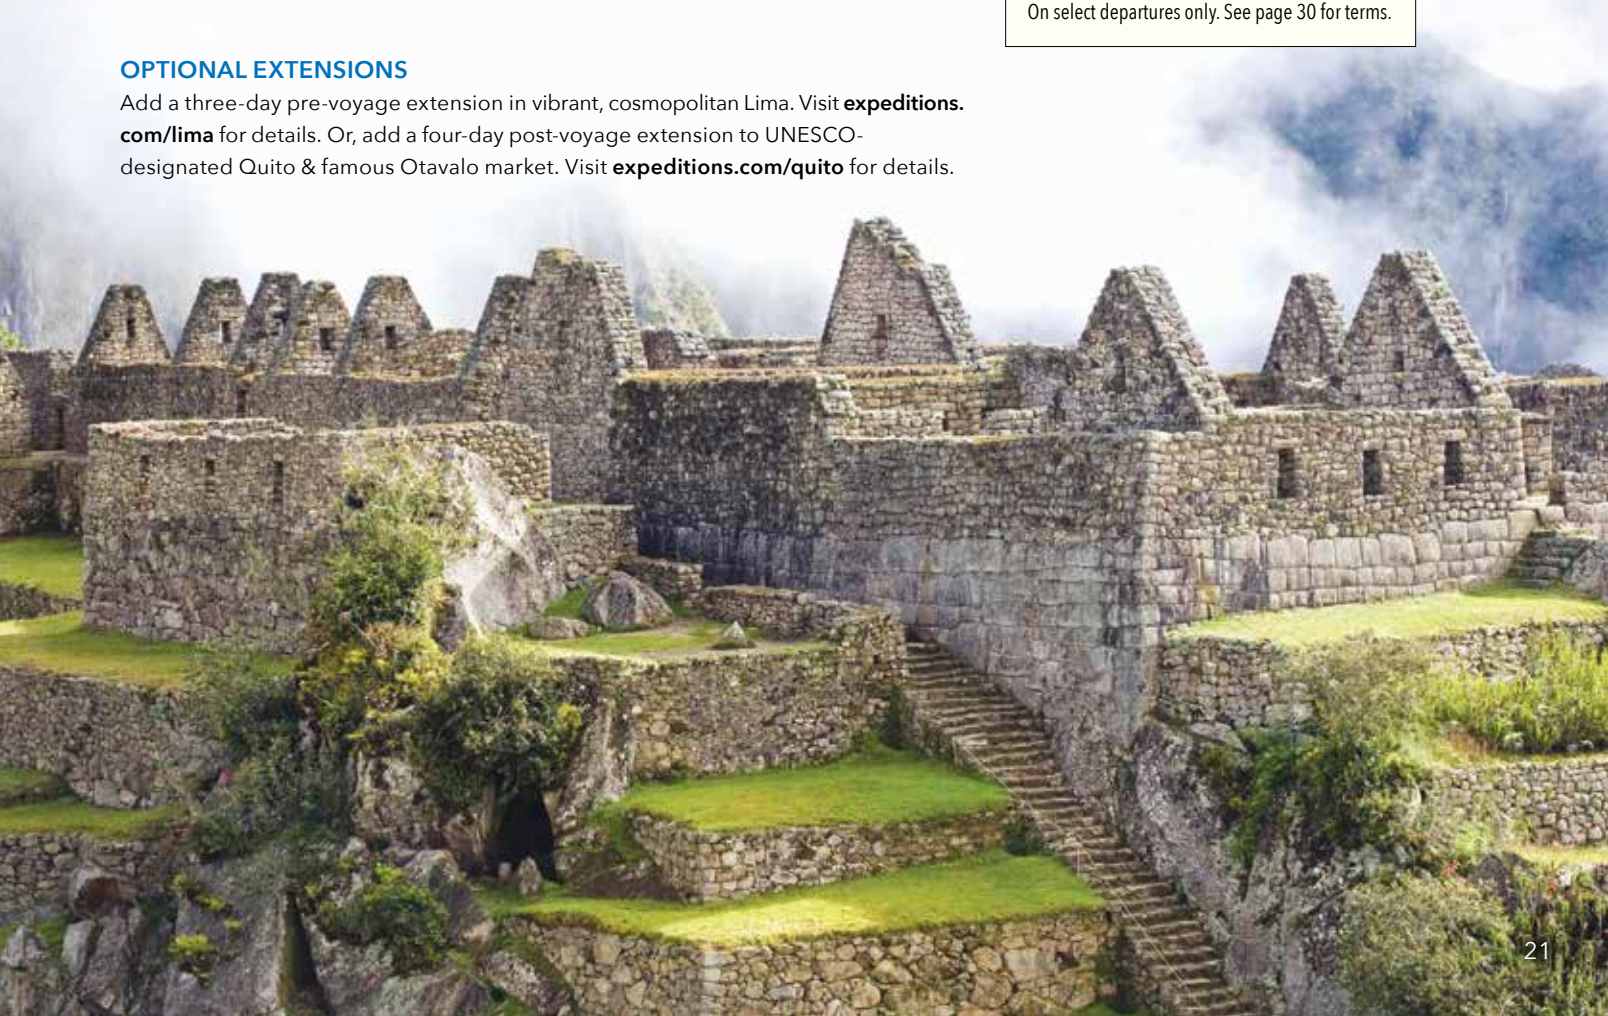 On select departures only. See page 30 for terms.
OPTIONAL EXTENSIONS
Add a three-day pre-voyage extension in vibrant, cosmopolitan Lima. Visit expeditions.
com/lima for details. Or, add a four-day post-voyage extension to UNESCO-
designated Quito & famous Otavalo market. Visit expeditions.com/quito for details.
21